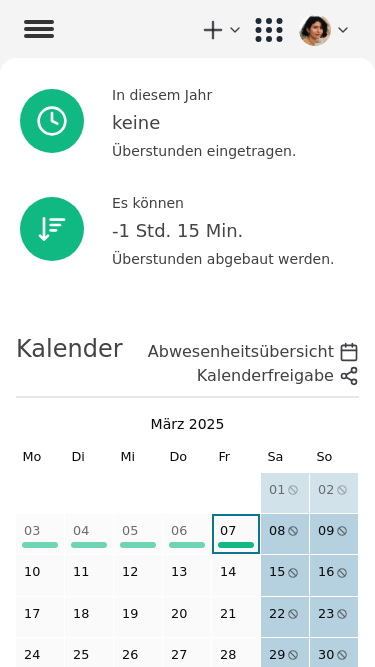 In diesem Jahr
keine
Überstunden eingetragen.
Es können
-1 Std. 15 Min.
Überstunden abgebaut werden.
Kalender
Abwesenheitsübersicht
Kalenderfreigabe
März 2025
Mo Di Mi Do Fr Sa So
01 02
03 04 05 06 07 08 09
10 11 12 13 14 15 16
17 18 19 20 21 22 23
24 25 26 27 28 29 30